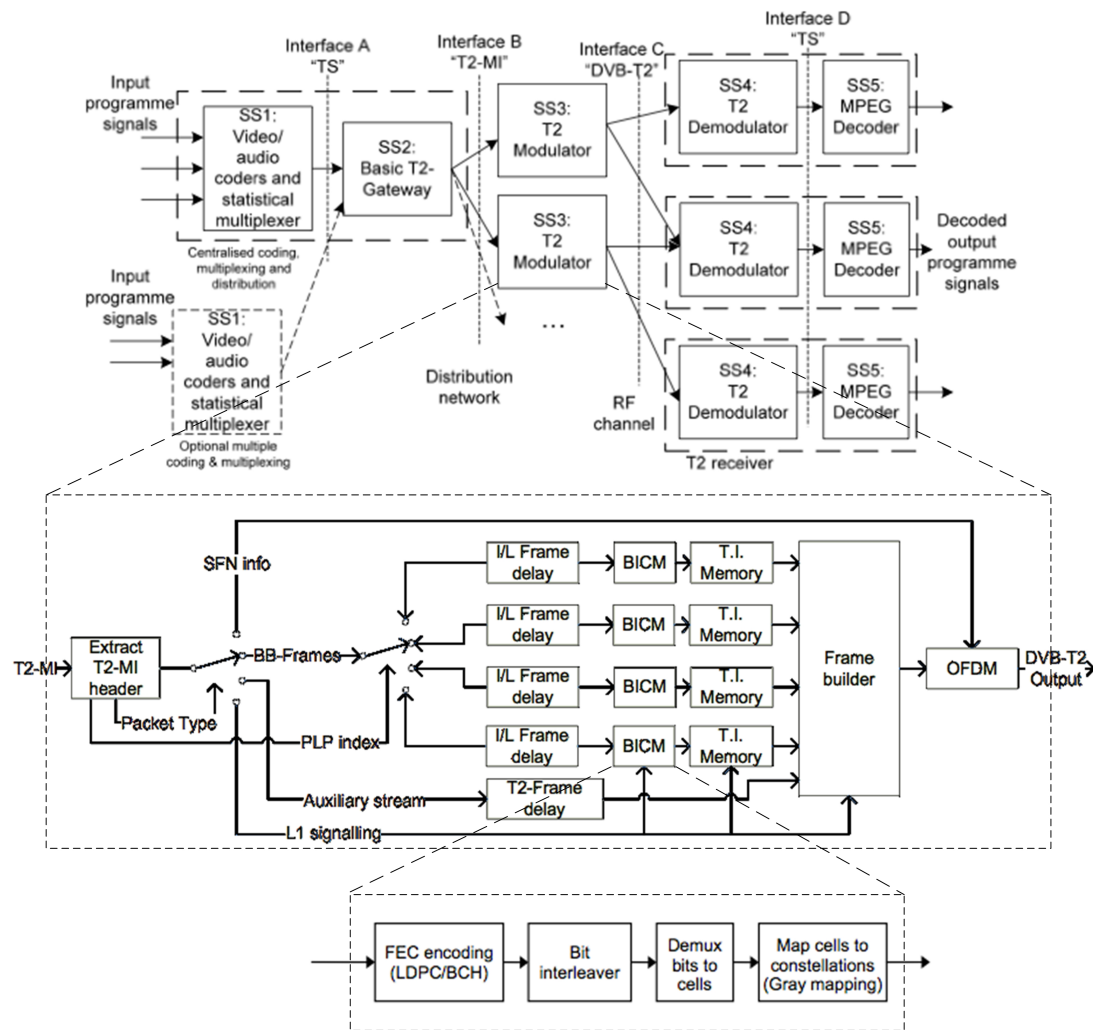 Interface A
"TS"
Interface B
"T2-MI"
Interface C
"DVB-T2"
Interface D
"TS"
Input
programme
signals
SS1:
Video/
audio
coders and
statistical
multiplexer
SS2:
Basic T2-
Gateway
SS3:
T2
Modulator
SS3:
T2
Modulator
SS4:
T2
Demodulator
SS5:
MPEG
Decoder
SS4:
T2
Demodulator
SS5:
MPEG
Decoder
Decoded
output
programme
signals
SS4:
T2
Demodulator
SS5:
MPEG
Decoder
Centralised coding,
multiplexing and
distribution
Input
programme
signals
SS1:
Video/
audio
coders and
statistical
multiplexer
Optional multiple
coding & multiplexing
...
Distribution
network
RF
channel
T2 receiver
SFN info
T2-MI
Extract
T2-MI
header
Packet Type
BB-Frames
PLP index
Auxiliary stream
L1 signalling
I/L Frame
delay
BICM
T.I.
Memory
I/L Frame
delay
BICM
T.I.
Memory
I/L Frame
delay
BICM
T.I.
Memory
I/L Frame
delay
BICM
T.I.
Memory
T2-Frame
delay
Frame
builder
OFDM
DVB-T2
Output
FEC encoding
(LDPC/BCH)
Bit
interleaver
Demux
bits to
cells
Map cells to
constellations
(Gray mapping)